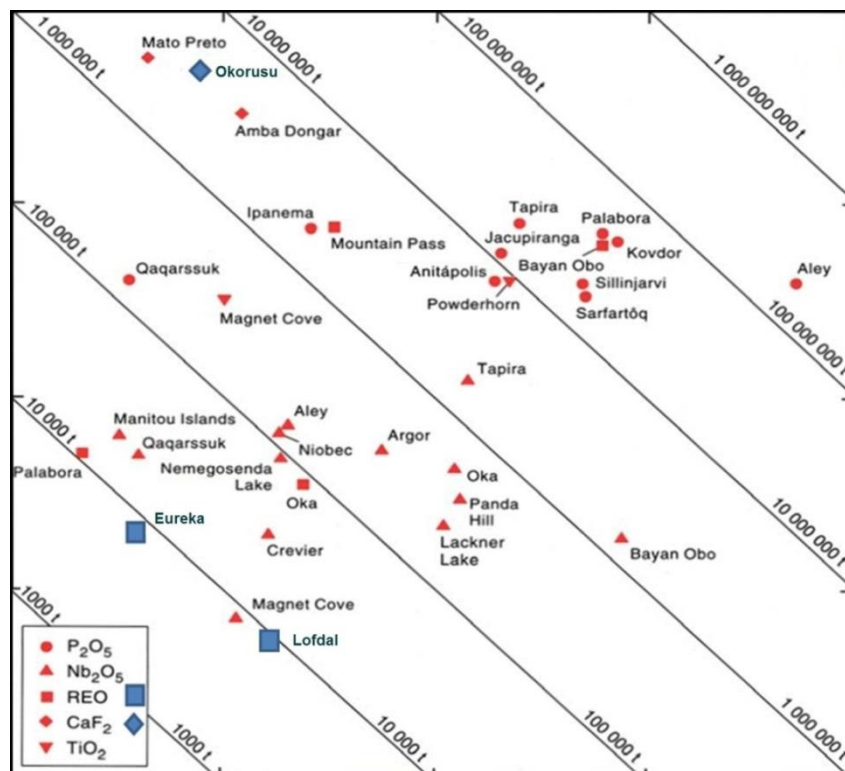 1 000 000 t
10 000 000 t
100 000 000 t
1 000 000 000 t
Mato Preto
Okorusu
Amba Dongar
100 000 t
Ipanema
Mountain Pass
Tapira
Jacupiranga
Palabora
Bayan Obo
Kovdor
Qaqarssuk
Anitápolis
Powderhorn
Sillinjarvi
Sarfartôq
Aley
Magnet Cove
100 000 000 t
Tapira
10 000 t
Manitou Islands
Aley
Qaqarssuk
Niobec
Argor
Palabora
Nemegosenda
Lake
Oka
Oka
Panda
Hill
Eureka
Crevier
Lackner
Lake
Bayan Obo
10 000 000 t
1000 t
Magnet Cove
Lofdal
P₂O₅
Nb₂O₅
REO
CaF₂
TiO₂
1000 t
10 000 t
100 000 t
1 000 000 t